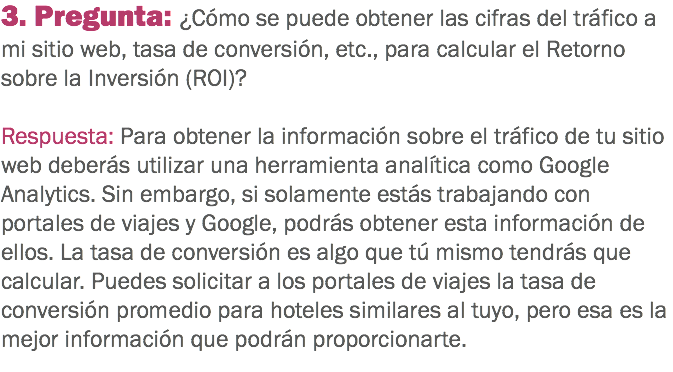 3. Pregunta: ¿Cómo se puede obtener las cifras del tráfico a
mi sitio web, tasa de conversión, etc., para calcular el Retorno
sobre la Inversión (ROI)?
Respuesta: Para obtener la información sobre el tráfico de tu sitio
web deberás utilizar una herramienta analítica como Google
Analytics. Sin embargo, si solamente estás trabajando con
portales de viajes y Google, podrás obtener esta información de
ellos. La tasa de conversión es algo que tú mismo tendrás que
calcular. Puedes solicitar a los portales de viajes la tasa de
conversión promedio para hoteles similares al tuyo, pero esa es la
mejor información que podrán proporcionarte.